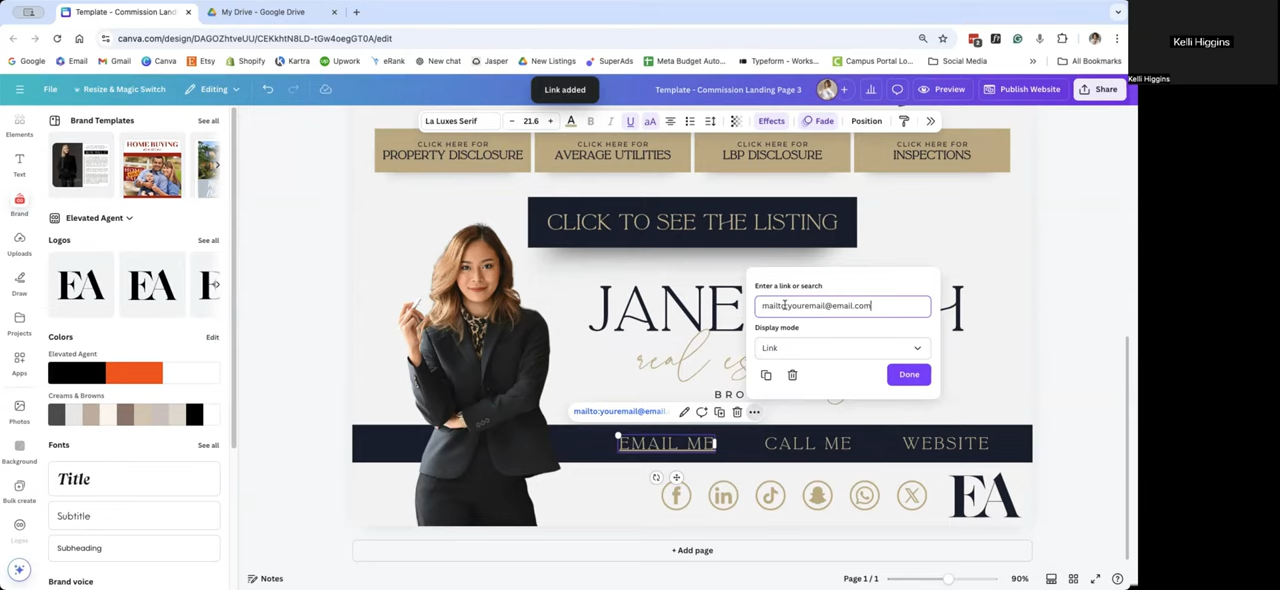 Template - Commission Landi
My Drive - Google Drive
canva.com/design/DAGOZhtveUU/CEKkhtN8LD-tGw4oegGT0A/edit
Google
Email
Gmail
Canva
Etsy
Shopify
Kartra
Upwork
eRank
New chat
Jasper
New Listings
SuperAds
Meta Budget Auto...
Typeform - Works...
Campus Portal Lo...
Social Media
All Bookmarks
Kelli Higgins
Kelli Higgins
File
Resize & Magic Switch
Editing
Link added
Template - Commission Landing Page 3
Preview
Publish Website
Share
La Luxes Serif
21.6
A
B
I
U
aA
Effects
Fade
Position
Elements
Text
Brand
Uploads
Draw
Projects
Apps
Photos
Background
Bulk create
Logos
Brand Templates
See all
HOME BUYING
Elevated Agent
Logos
See all
EA
EA
E
Colors
Edit
Elevated Agent
Creams & Browns
Fonts
See all
Title
Subtitle
Subheading
Brand voice
CLICK HERE FOR
PROPERTY DISCLOSURE
CLICK HERE FOR
AVERAGE UTILITIES
CLICK HERE FOR
LBP DISCLOSURE
CLICK HERE FOR
INSPECTIONS
CLICK TO SEE THE LISTING
JANE
H
real es
BRO
Enter a link or search
mailto:youremail@email.com
Display mode
Link
Done
mailto:youremail@email.
EMAIL ME
CALL ME
WEBSITE
EA
+ Add page
Notes
Page 1 / 1
90%